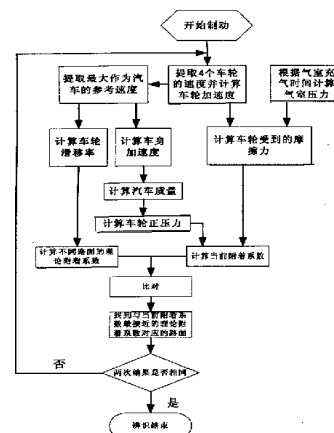 开始制动
提取最大作为汽
车的参考速度
提取4个车轮
的速度并计算
车轮加速度
根据气室充
气时间计算
气室压力
计算车轮
滑移率
计算车身
加速度
计算车轮受到的摩
擦力
计算汽车质量
计算车轮正压力
计算不同路面的理
论附着系数
计算当前附着系数
比对
找到与当前附着系
数最接近的理论附
着系数对应的路面
否
两次结果是否相同
是
辨识结束